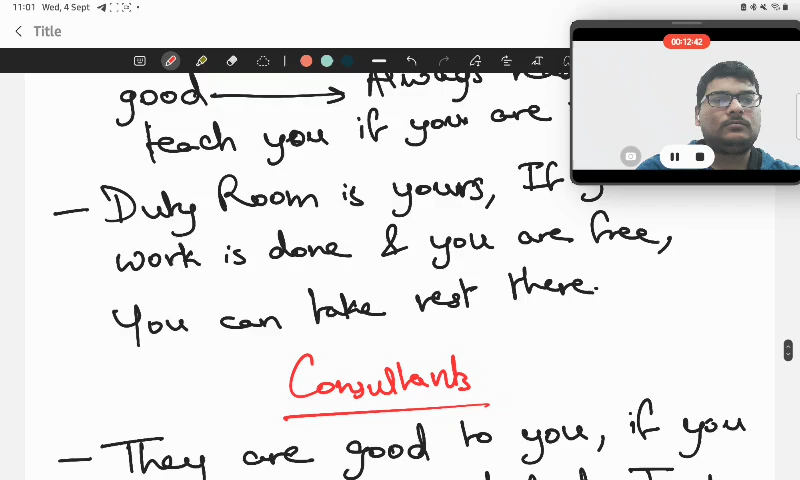 11:01 Wed, 4 Sept
Title
00:12:42
good → Always
teach you if your are
— Duty Room is yours, If
work is done & you are free,
You can take rest there.
Consultants
— They are good to you, if you